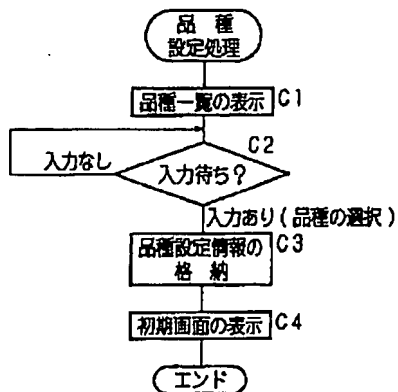 品 種
設定処理
品種一覧の表示 C1
C2
入力なし
入力待ち?
入力あり(品種の選択)
品種設定情報の C3
格 納
初期画面の表示 C4
エンド